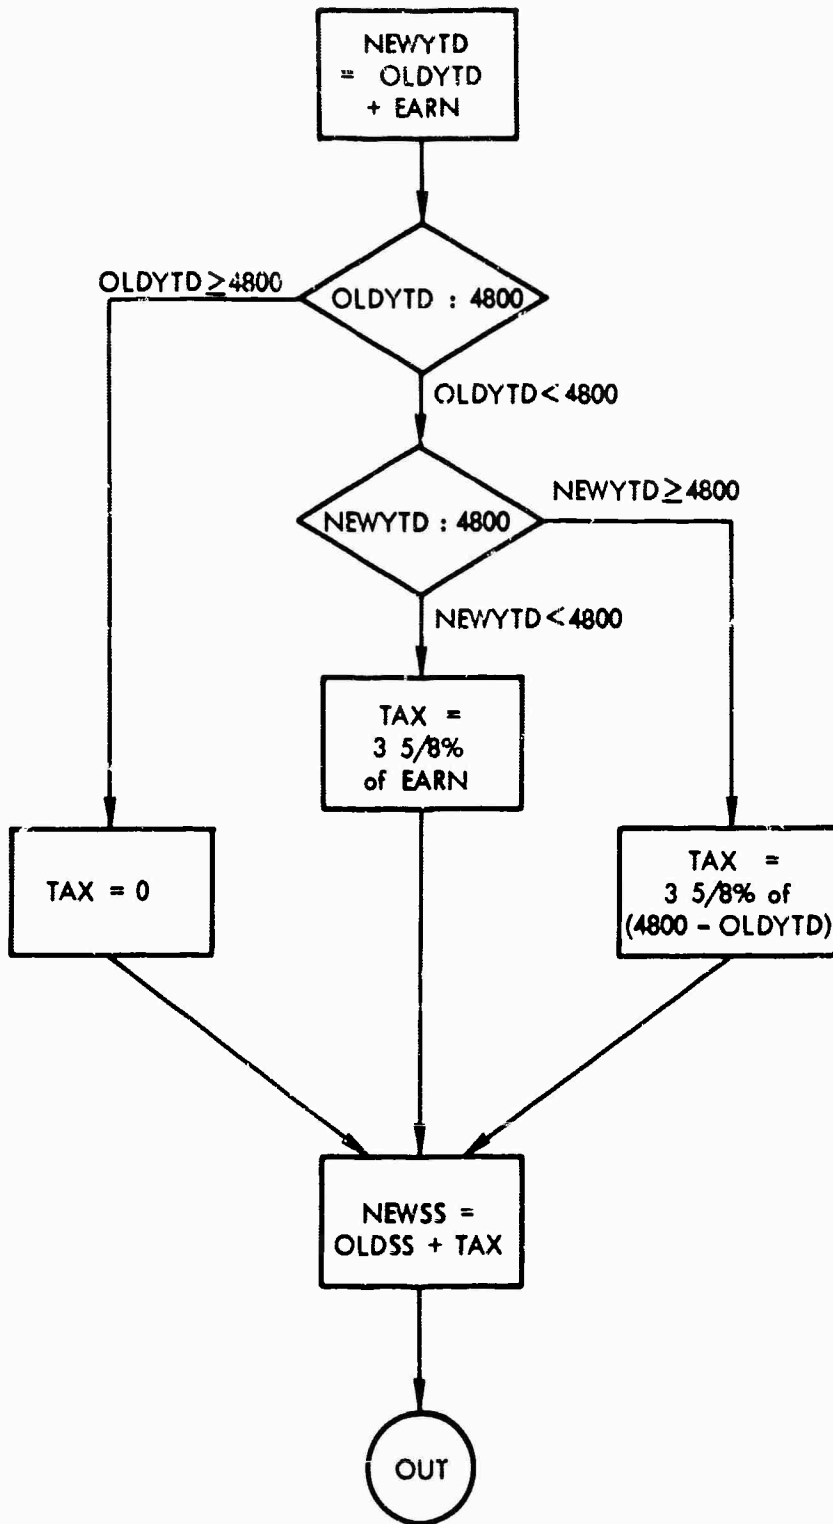 NEWYTD
= OLDYTD
+ EARN
OLDYTD ≥ 4800
OLDYTD : 4800
OLDYTD < 4800
NEWYTD ≥ 4800
NEWYTD : 4800
NEWYTD < 4800
TAX =
3 5/8%
of EARN
TAX = 0
TAX =
3 5/8% of
(4800 - OLDYTD)
NEWSS =
OLDSS + TAX
OUT